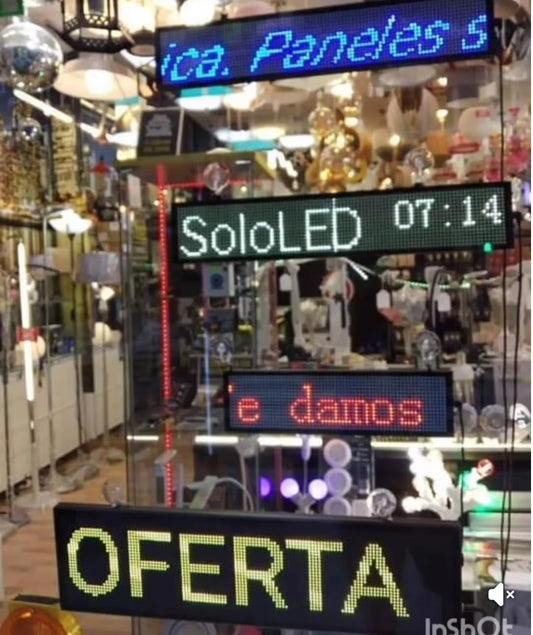 ica. Paneles s
SoloLED 07:14
e damos
OFERTA
InShOt